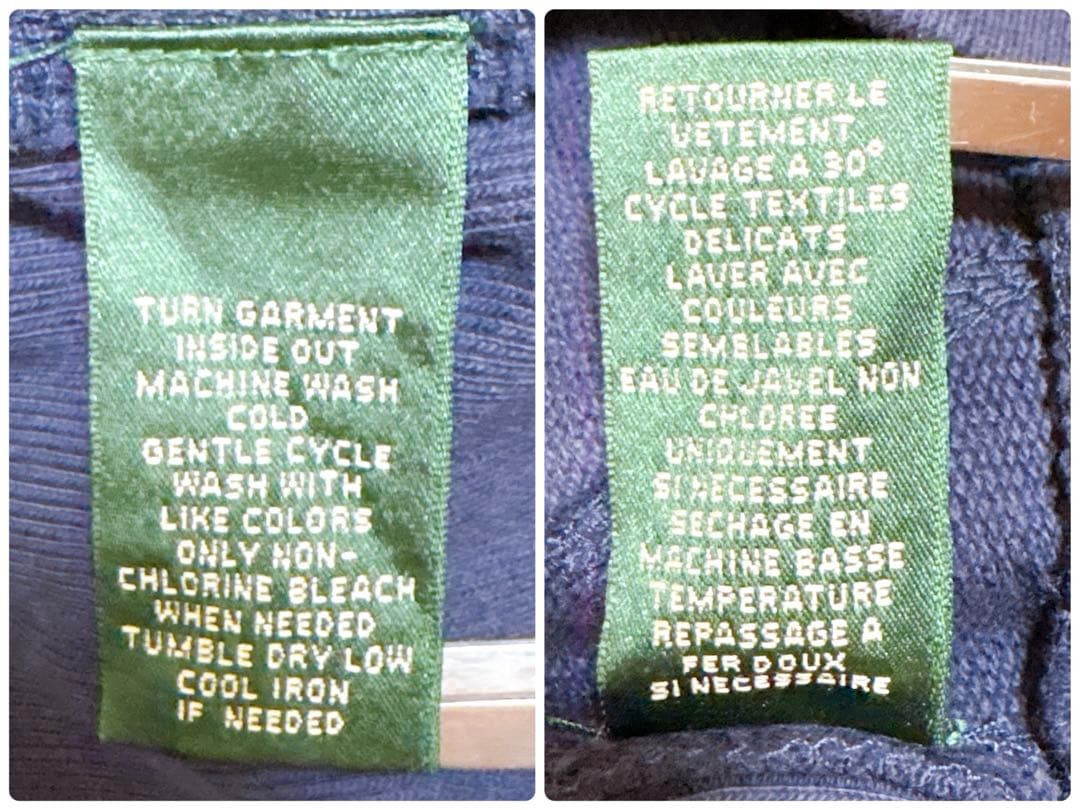 TURN GARMENT
INSIDE OUT
MACHINE WASH
COLD
GENTLE CYCLE
WASH WITH
LIKE COLORS
ONLY NON-
CHLORINE BLEACH
WHEN NEEDED
TUMBLE DRY LOW
COOL IRON
IF NEEDED
RETOURNER LE
VETEMENT
LAVAGE A 30°
CYCLE TEXTILES
DELICATS
LAVER AVEC
COULEURS
SEMBLABLES
EAU DE JAVEL NON
CHLOREE
UNIQUEMENT
SI NECESSAIRE
SECHAGE EN
MACHINE BASSE
TEMPERATURE
REPASSAGE A
FER DOUX
SI NECESSAIRE